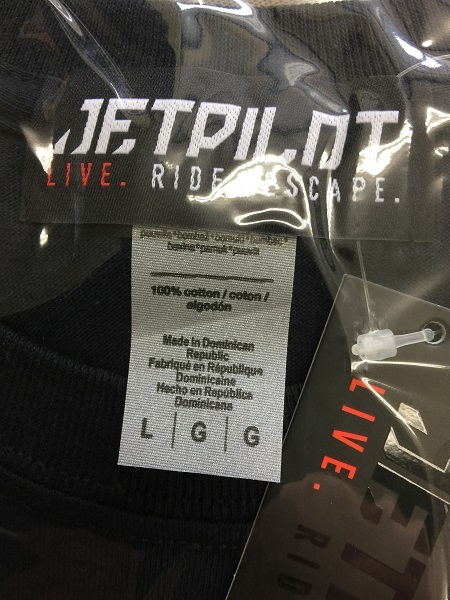 JETPILOT
LIVE. RIDE. ESCAPE.
100% cotton / coton /
algodón
Made in Dominican
Republic
Fabriqué en République
Dominicaine
Hecho en República
Dominicana
L | G | G
LIVE.
RID